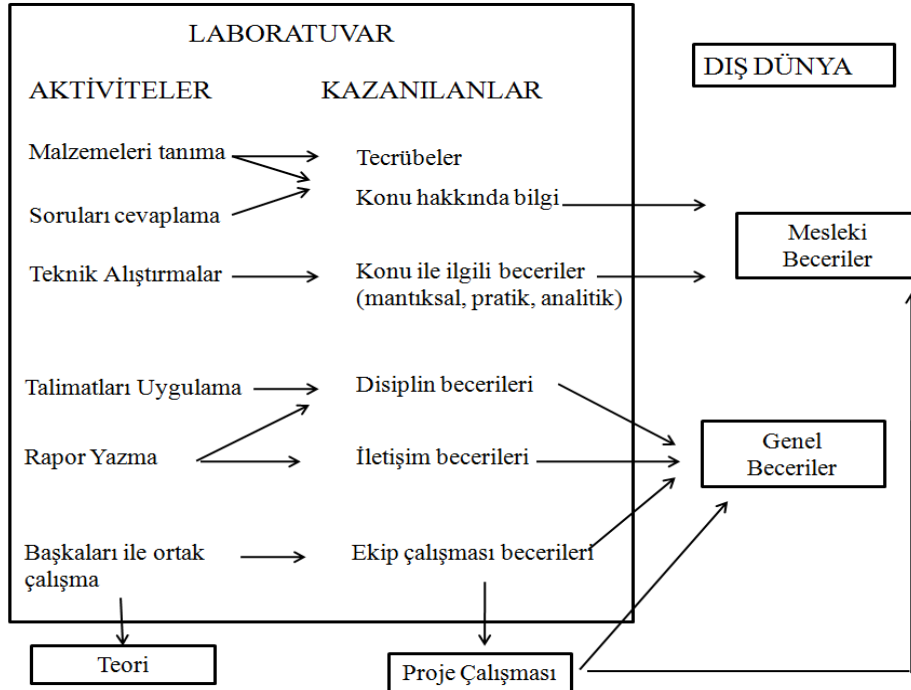 LABORATUVAR
DIŞ DÜNYA
AKTİVİTELER
KAZANILANLAR
Malzemeleri tanıma
Tecrübeler
Konu hakkında bilgi
Soruları cevaplama
Mesleki
Beceriler
Teknik Alıştırmalar
Konu ile ilgili beceriler
(mantıksal, pratik, analitik)
Talimatları Uygulama
Disiplin becerileri
Rapor Yazma
İletişim becerileri
Genel
Beceriler
Başkaları ile ortak
çalışma
Ekip çalışması becerileri
Teori
Proje Çalışması